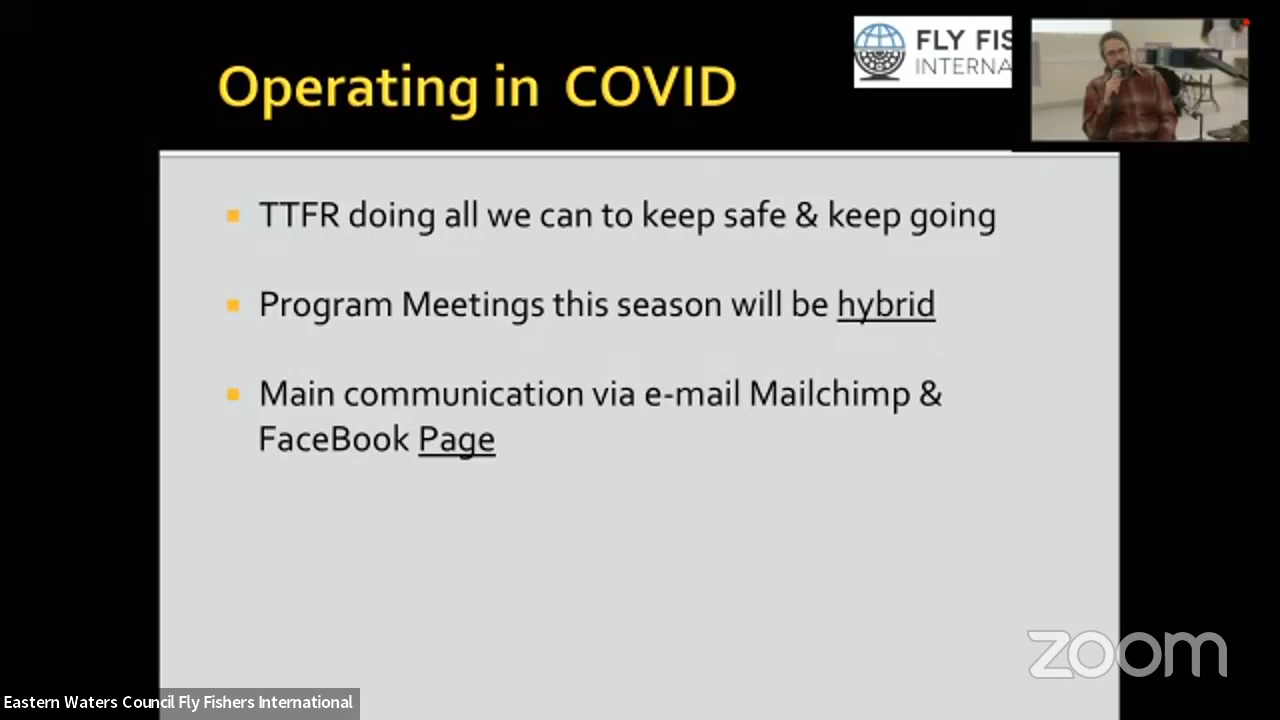 Operating in COVID
FLY FIS
INTERNA
TTFR doing all we can to keep safe & keep going
Program Meetings this season will be hybrid
Main communication via e-mail Mailchimp &
FaceBook Page
zoom
Eastern Waters Council Fly Fishers International